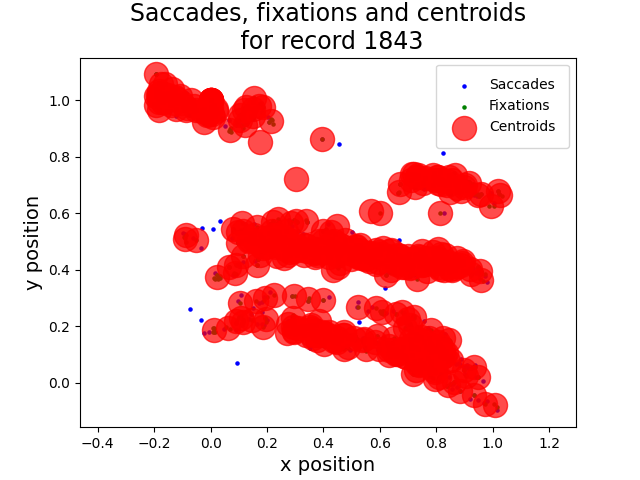 Saccades, fixations and centroids
for record 1843
Saccades
Fixations
Centroids
y position
1.0
0.8
0.6
0.4
0.2
0.0
−0.4 −0.2 0.0 0.2 0.4 0.6 0.8 1.0 1.2
x position